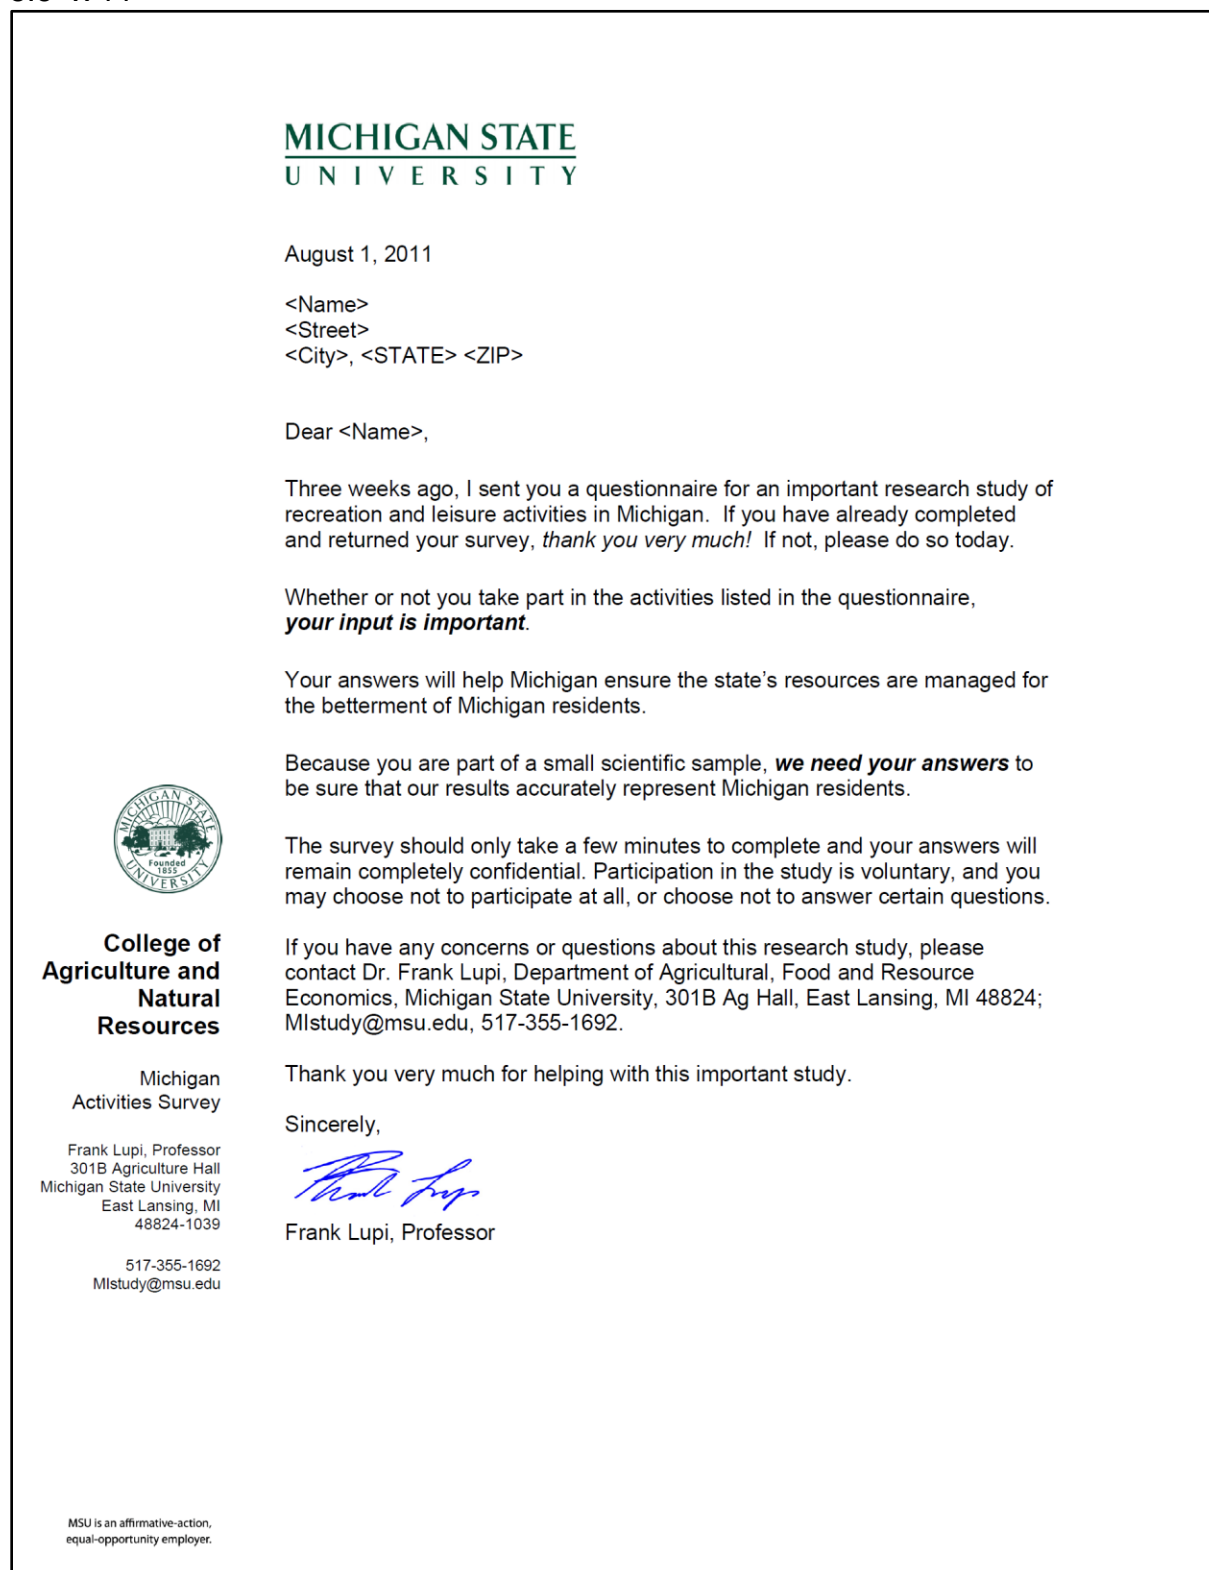 MICHIGAN STATE
UNIVERSITY
August 1, 2011
<Name>
<Street>
<City>, <STATE> <ZIP>
Dear <Name>,
Three weeks ago, I sent you a questionnaire for an important research study of
recreation and leisure activities in Michigan.  If you have already completed
and returned your survey, thank you very much!  If not, please do so today.
Whether or not you take part in the activities listed in the questionnaire,
your input is important.
Your answers will help Michigan ensure the state's resources are managed for
the betterment of Michigan residents.
Because you are part of a small scientific sample, we need your answers to
be sure that our results accurately represent Michigan residents.
The survey should only take a few minutes to complete and your answers will
remain completely confidential. Participation in the study is voluntary, and you
may choose not to participate at all, or choose not to answer certain questions.
If you have any concerns or questions about this research study, please
contact Dr. Frank Lupi, Department of Agricultural, Food and Resource
Economics, Michigan State University, 301B Ag Hall, East Lansing, MI 48824;
MIstudy@msu.edu, 517-355-1692.
Thank you very much for helping with this important study.
Sincerely,
Frank Lupi
Frank Lupi, Professor
MICHIGAN STATE
UNIVERSITY
Founded
1855
College of
Agriculture and
Natural
Resources
Michigan
Activities Survey
Frank Lupi, Professor
301B Agriculture Hall
Michigan State University
East Lansing, MI
48824-1039
517-355-1692
MIstudy@msu.edu
MSU is an affirmative-action,
equal-opportunity employer.